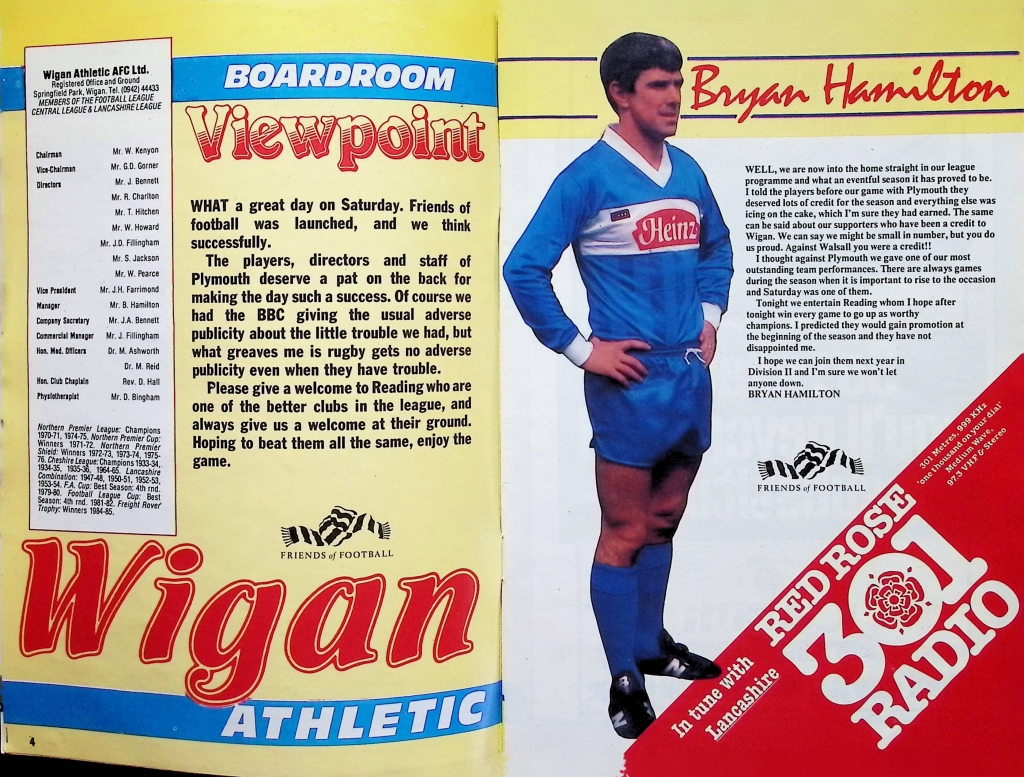 Wigan Athletic AFC Ltd.
Registered Office and Ground
Springfield Park, Wigan. Tel. (0942) 44433
MEMBERS OF THE FOOTBALL LEAGUE
CENTRAL LEAGUE & LANCASHIRE LEAGUE
Chairman Mr. W. Kenyon
Vice-Chairman Mr. G.D. Gorner
Directors Mr. J. Bennett
Mr. R. Charlton
Mr. T. Hitchen
Mr. W. Howard
Mr. J.D. Fillingham
Mr. S. Jackson
Mr. W. Pearce
Vice President Mr. J.H. Farrimond
Manager Mr. B. Hamilton
Company Secretary Mr. J.A. Bennett
Commercial Manager Mr. J. Fillingham
Hon. Med. Officers Dr. M. Ashworth
Dr. M. Reid
Hon. Club Chaplain Rev. D. Hall
Physiotherapist Mr. D. Bingham
Northern Premier League: Champions
1970-71, 1974-75. Northern Premier Cup:
Winners 1971-72. Northern Premier
Shield: Winners 1972-73, 1973-74, 1975-
76. Cheshire League: Champions 1933-34,
1934-35, 1935-36, 1964-65. Lancashire
Combination: 1947-48, 1950-51, 1952-53,
1953-54. F.A. Cup: Best Season: 4th rnd.
1979-80. Football League Cup: Best
Season: 4th rnd. 1981-82. Freight Rover
Trophy: Winners 1984-85.
BOARDROOM
Viewpoint
WHAT a great day on Saturday. Friends of
football was launched, and we think
successfully.
The players, directors and staff of
Plymouth deserve a pat on the back for
making the day such a success. Of course we
had the BBC giving the usual adverse
publicity about the little trouble we had, but
what greaves me is rugby gets no adverse
publicity even when they have trouble.
Please give a welcome to Reading who are
one of the better clubs in the league, and
always give us a welcome at their ground.
Hoping to beat them all the same, enjoy the
game.
FRIENDS of FOOTBALL
Wigan
ATHLETIC
4
Bryan Hamilton
WELL, we are now into the home straight in our league
programme and what an eventful season it has proved to be.
I told the players before our game with Plymouth they
deserved lots of credit for the season and everything else was
icing on the cake, which I'm sure they had earned. The same
can be said about our supporters who have been a credit to
Wigan. We can say we might be small in number, but you do
us proud. Against Walsall you were a credit!!
I thought against Plymouth we gave one of our most
outstanding team performances. There are always games
during the season when it is important to rise to the occasion
and Saturday was one of them.
Tonight we entertain Reading whom I hope after
tonight win every game to go up as worthy
champions. I predicted they would gain promotion at
the beginning of the season and they have not
disappointed me.
I hope we can join them next year in
Division II and I'm sure we won't let
anyone down.
BRYAN HAMILTON
Heinz
FRIENDS of FOOTBALL
301 Metres, 999 KHz
'one thousand on your dial'
Medium Wave,
97.3 VHF & Stereo
RED ROSE
301
RADIO
In tune with
Lancashire